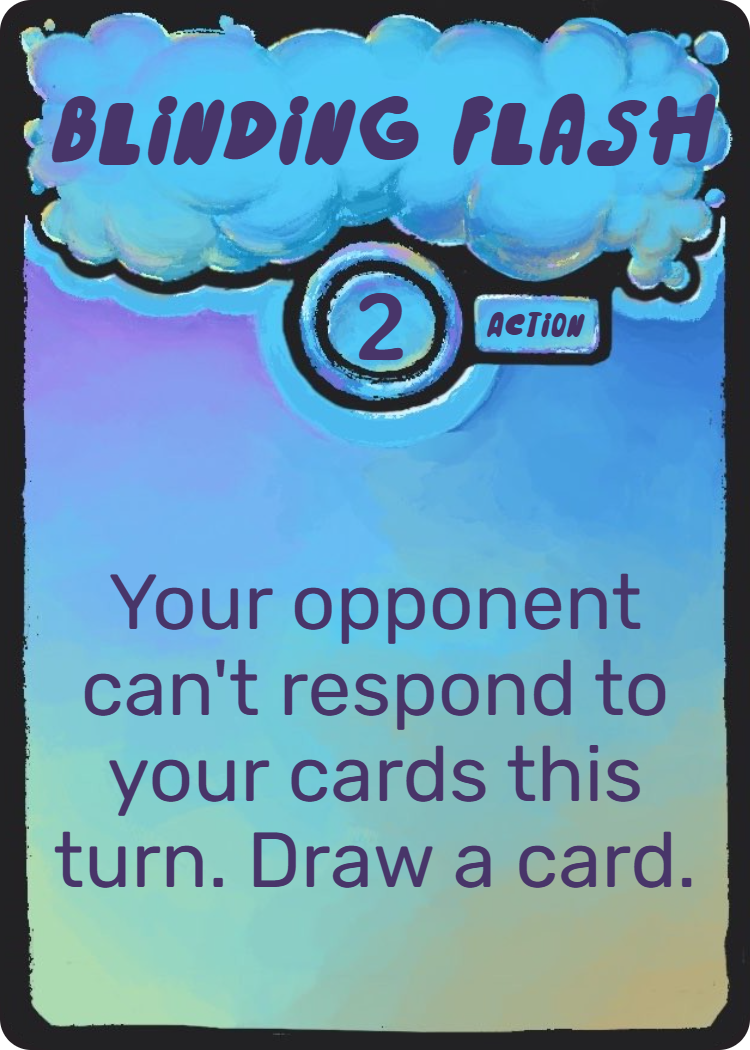 BLINDING FLASH
2
ACTION
Your opponent
can't respond to
your cards this
turn. Draw a card.